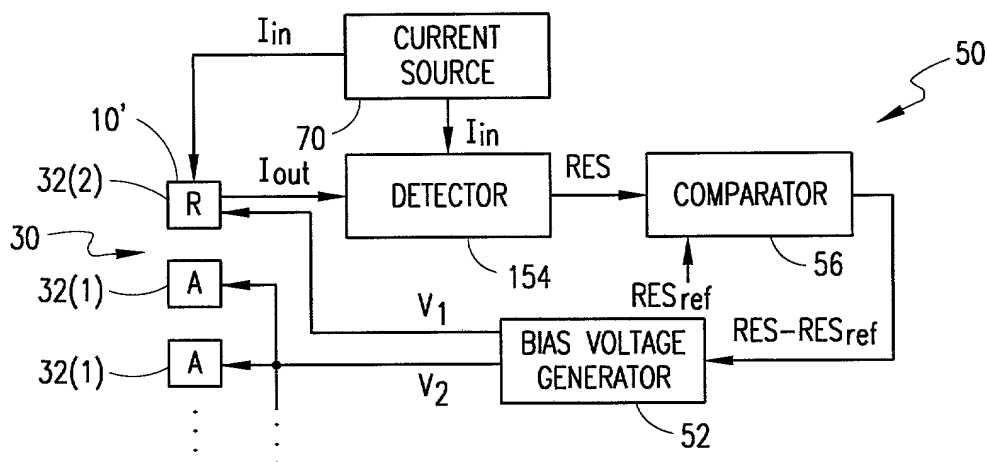 Iin
CURRENT
SOURCE
50
70
Iin
10'
32(2)
R
Iout
DETECTOR
RES
COMPARATOR
30
154
56
32(1)
A
RESref
V1
BIAS VOLTAGE
GENERATOR
RES-RESref
32(1)
A
V2
52